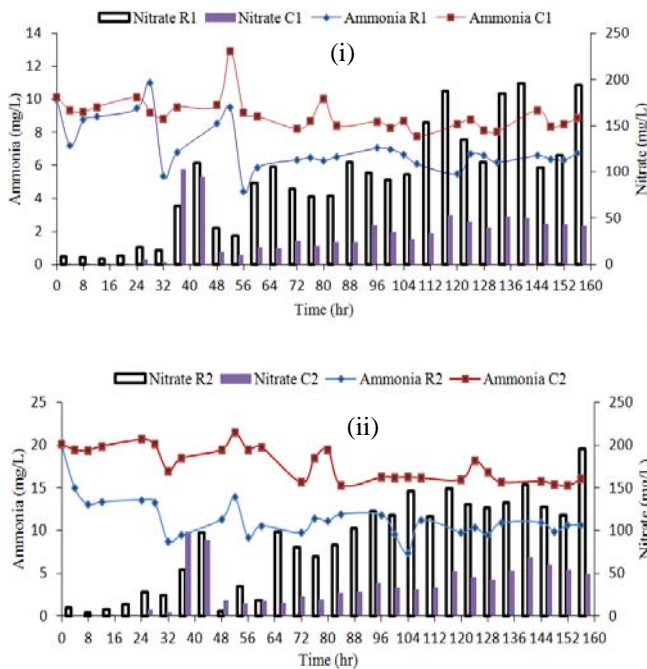 Nitrate R1 Nitrate C1 Ammonia R1 Ammonia C1
(i)
14 12 10 8 6 4 2 0
Ammonia (mg/L)
250 200 150 100 50 0
Nitrate (mg/L)
0 8 16 24 32 40 48 56 64 72 80 88 96 104 112 120 128 136 144 152 160
Time (hr)
Nitrate R2 Nitrate C2 Ammonia R2 Ammonia C2
(ii)
25 20 15 10 5 0
Ammonia (mg/L)
250 200 150 100 50 0
Nitrate (mg/L)
0 8 16 24 32 40 48 56 64 72 80 88 96 104 112 120 128 136 144 152 160
Time (hr)